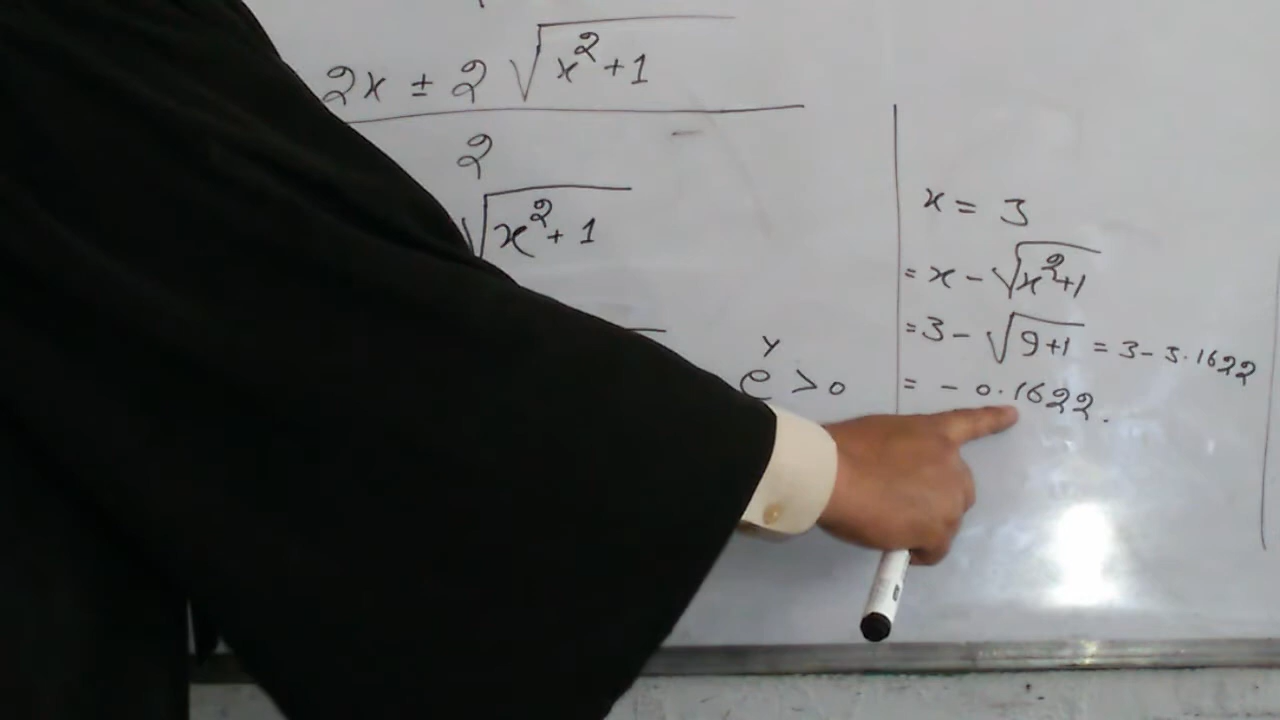 2x ± 2 √x²+1
2
√x²+1
e^y > 0
x = 3
= x - √x²+1
= 3 - √9+1 = 3 - 3.1622
= - 0.1622.